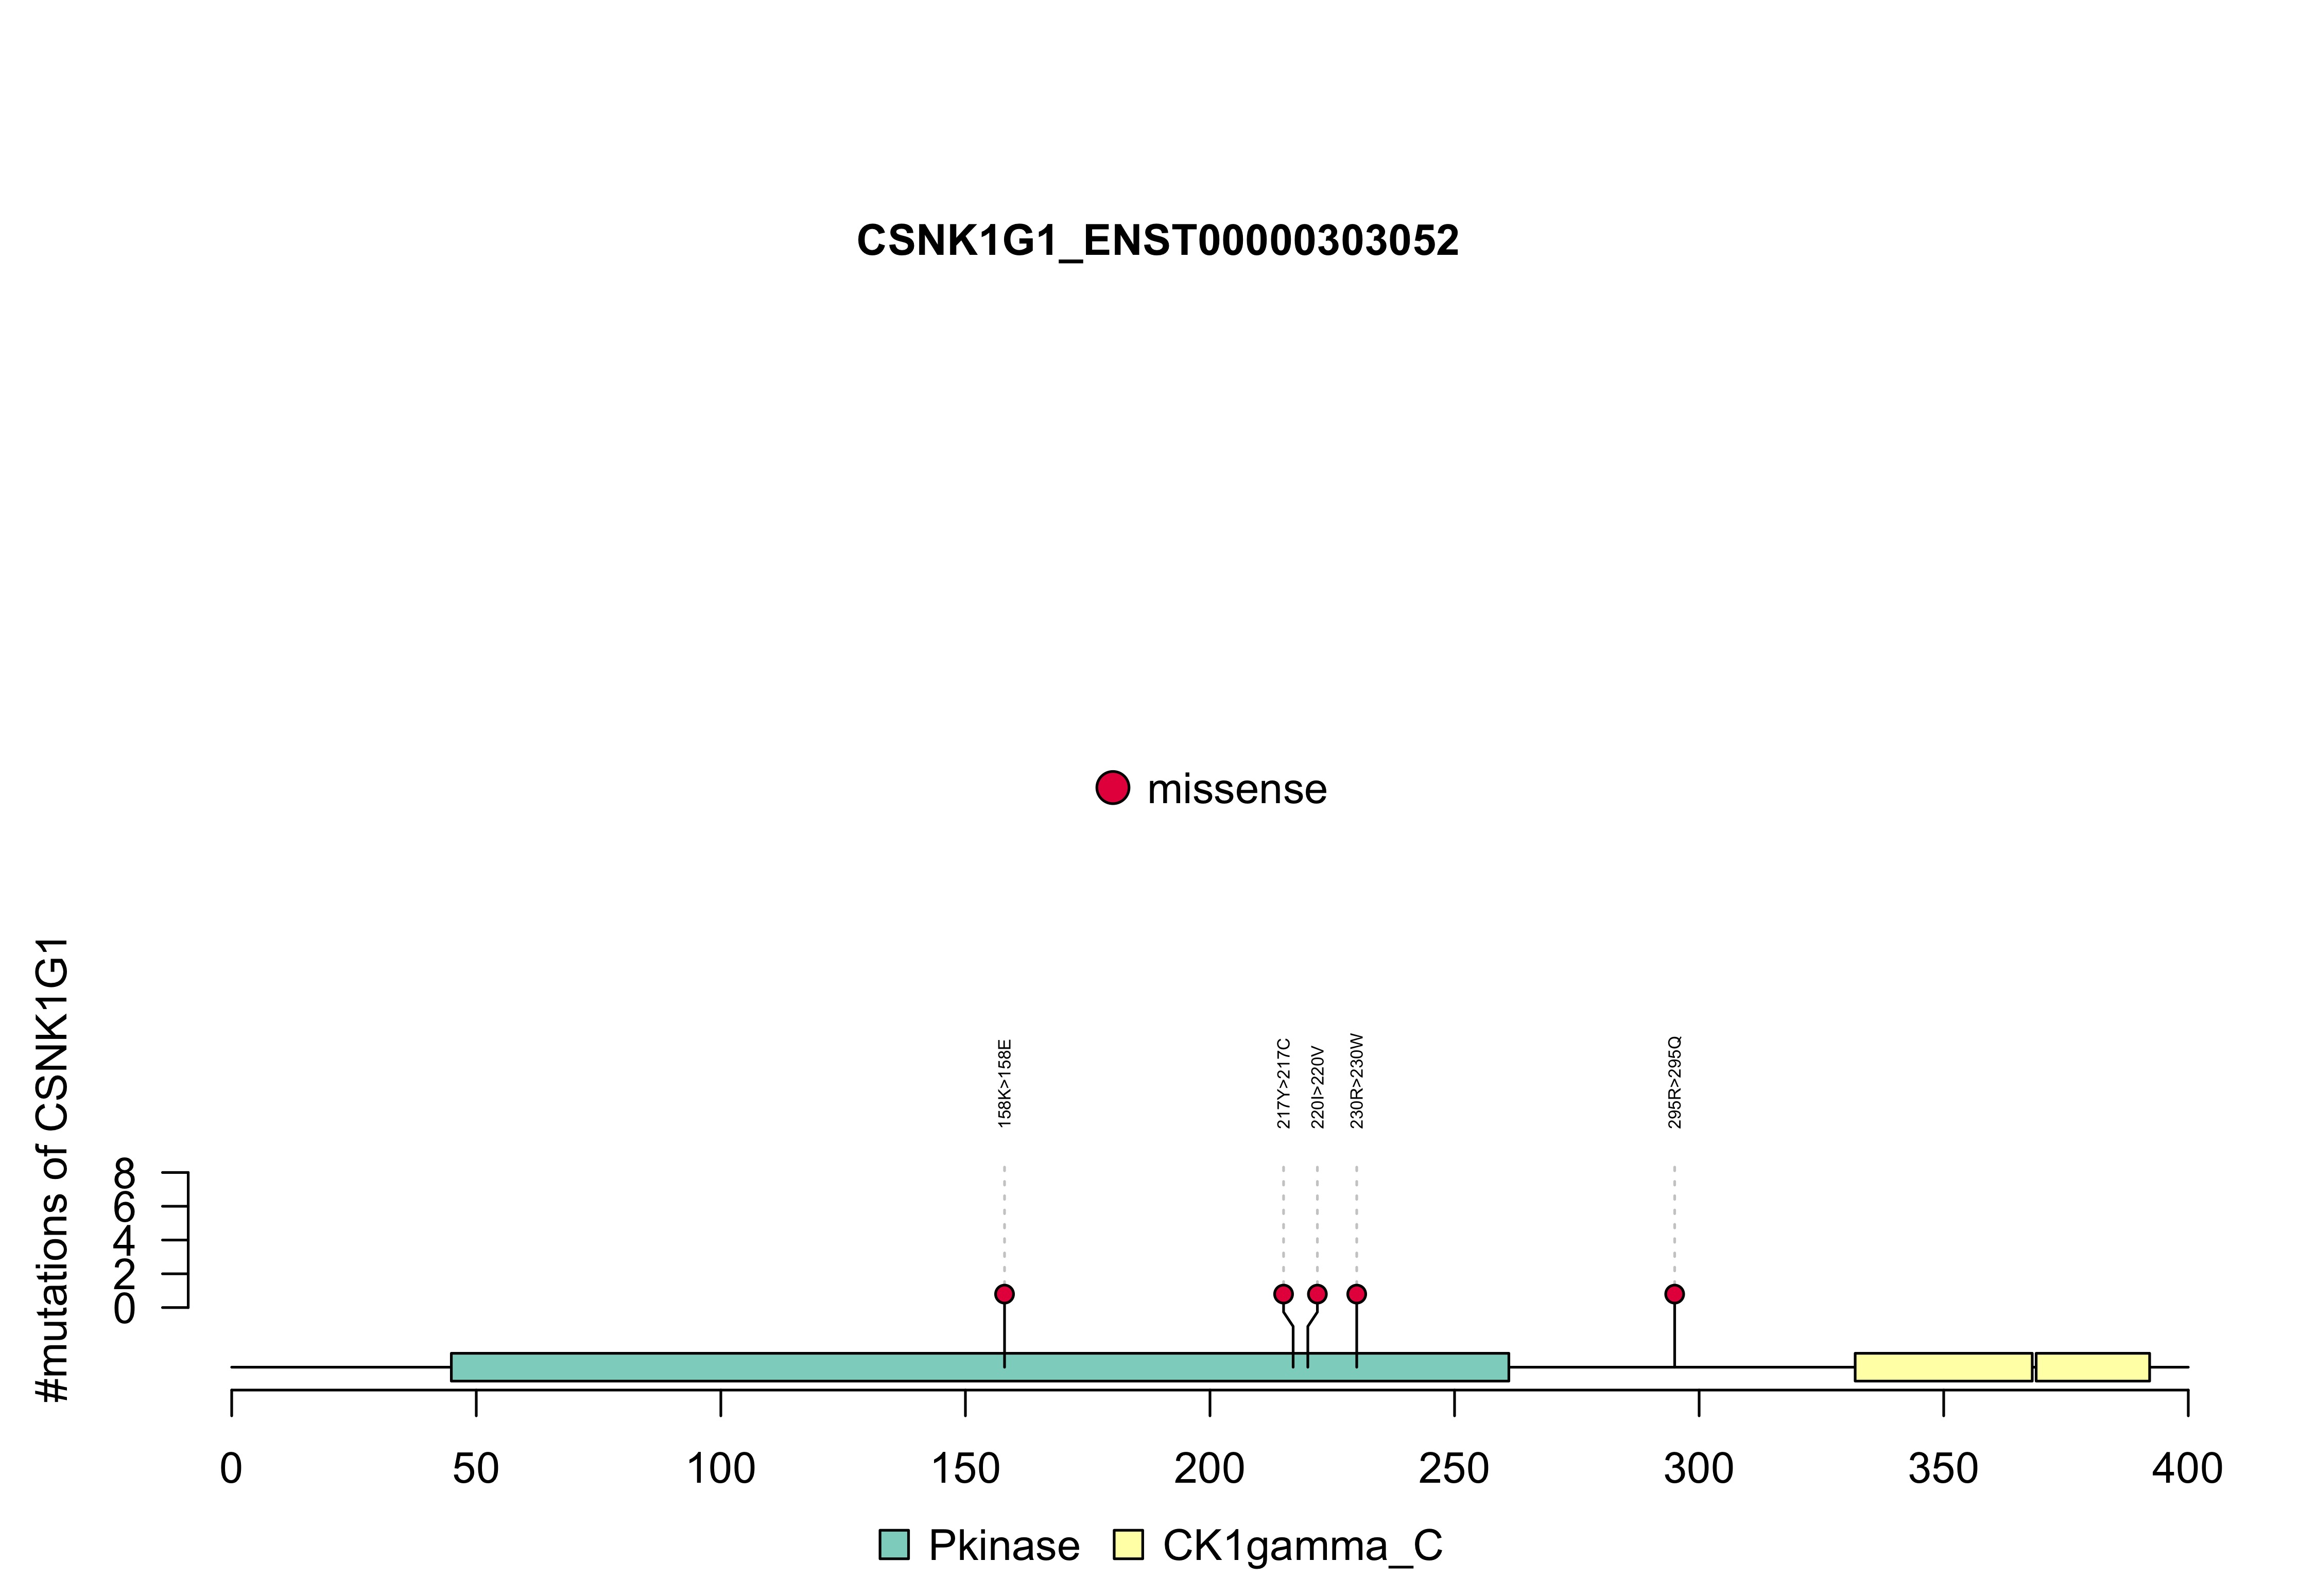 CSNK1G1_ENST00000303052
missense
#mutations of CSNK1G1
158K>158E
217Y>217C
220I>220V
230R>230W
295R>295Q
8
6
4
2
0
0 50 100 150 200 250 300 350 400
Pkinase CK1gamma_C